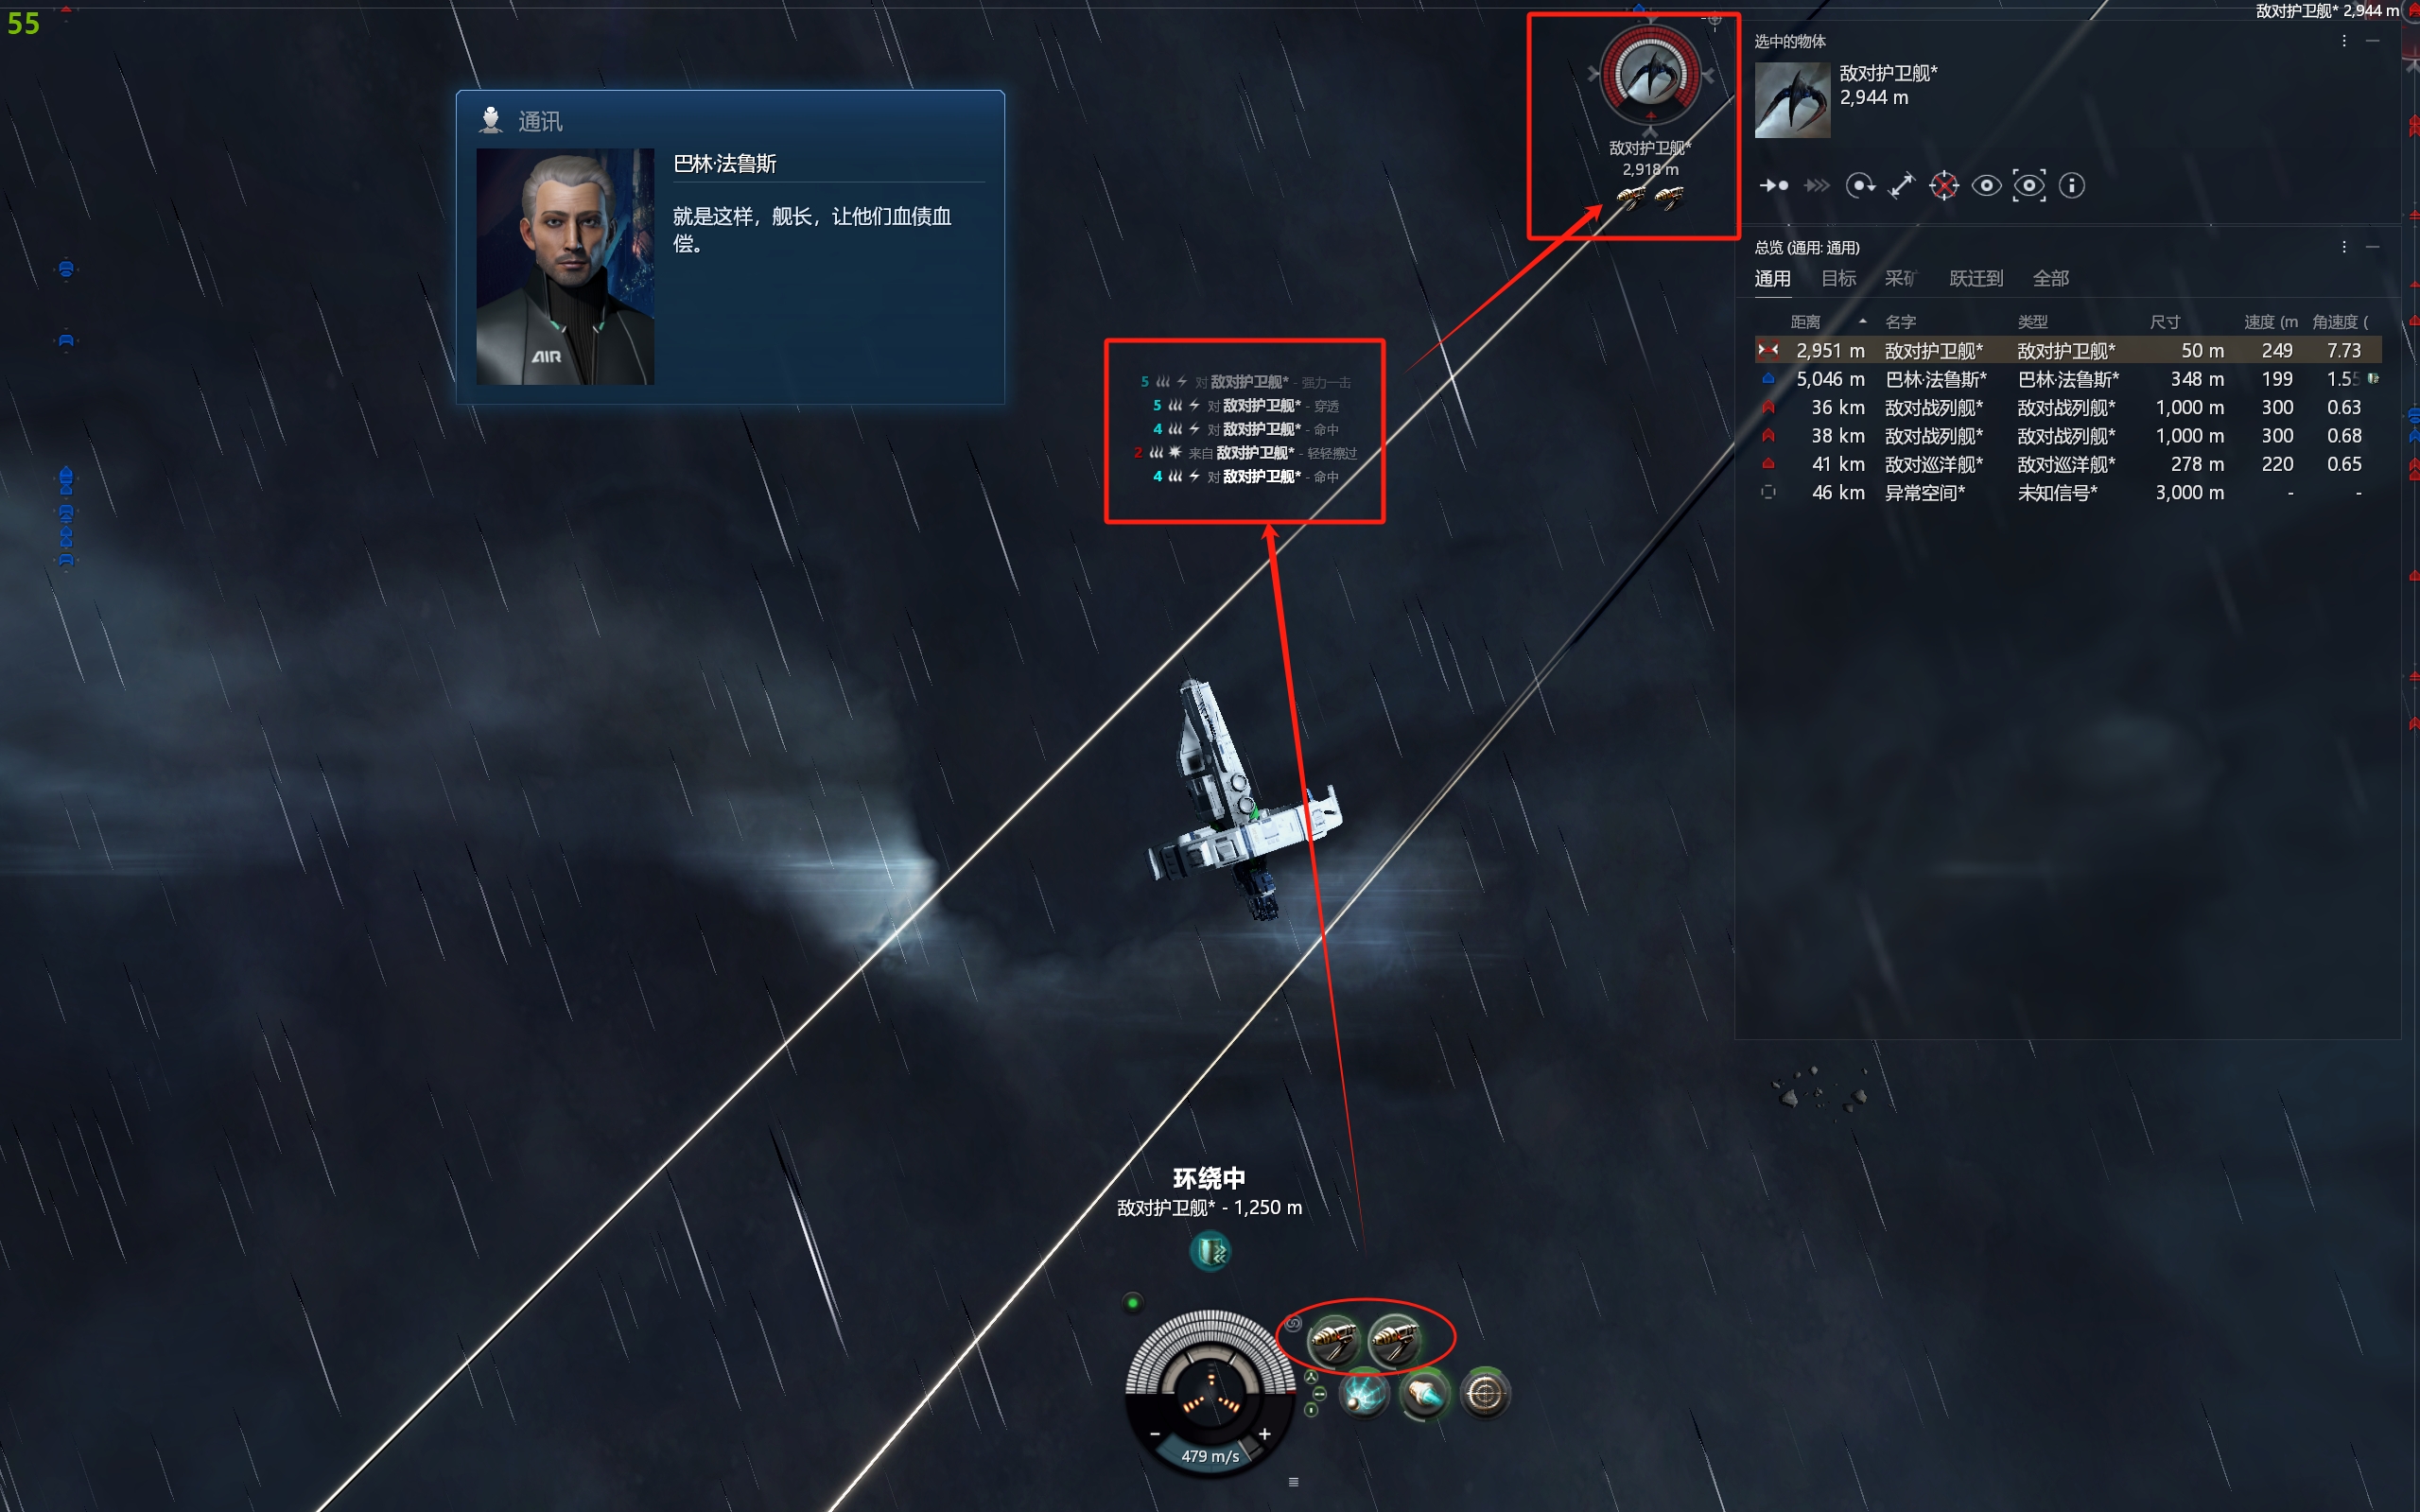 55
敌对护卫舰* 2,944 m
选中的物体
敌对护卫舰*
2,944 m
通讯
巴林·法鲁斯
就是这样，舰长，让他们血债血
偿。
AIR
敌对护卫舰*
2,918 m
总览 (通用: 通用)
通用 目标 采矿 跃迁到 全部
距离 名字 类型 尺寸 速度 (m 角速度 (
2,951 m 敌对护卫舰* 敌对护卫舰* 50 m 249 7.73
5,046 m 巴林·法鲁斯* 巴林·法鲁斯* 348 m 199 1.55
36 km 敌对战列舰* 敌对战列舰* 1,000 m 300 0.63
38 km 敌对战列舰* 敌对战列舰* 1,000 m 300 0.68
41 km 敌对巡洋舰* 敌对巡洋舰* 278 m 220 0.65
46 km 异常空间* 未知信号* 3,000 m - -
5 对 敌对护卫舰* - 强力一击
5 对 敌对护卫舰* - 穿透
4 对 敌对护卫舰* - 命中
2 来自 敌对护卫舰* - 轻轻擦过
4 对 敌对护卫舰* - 命中
环绕中
敌对护卫舰* - 1,250 m
479 m/s